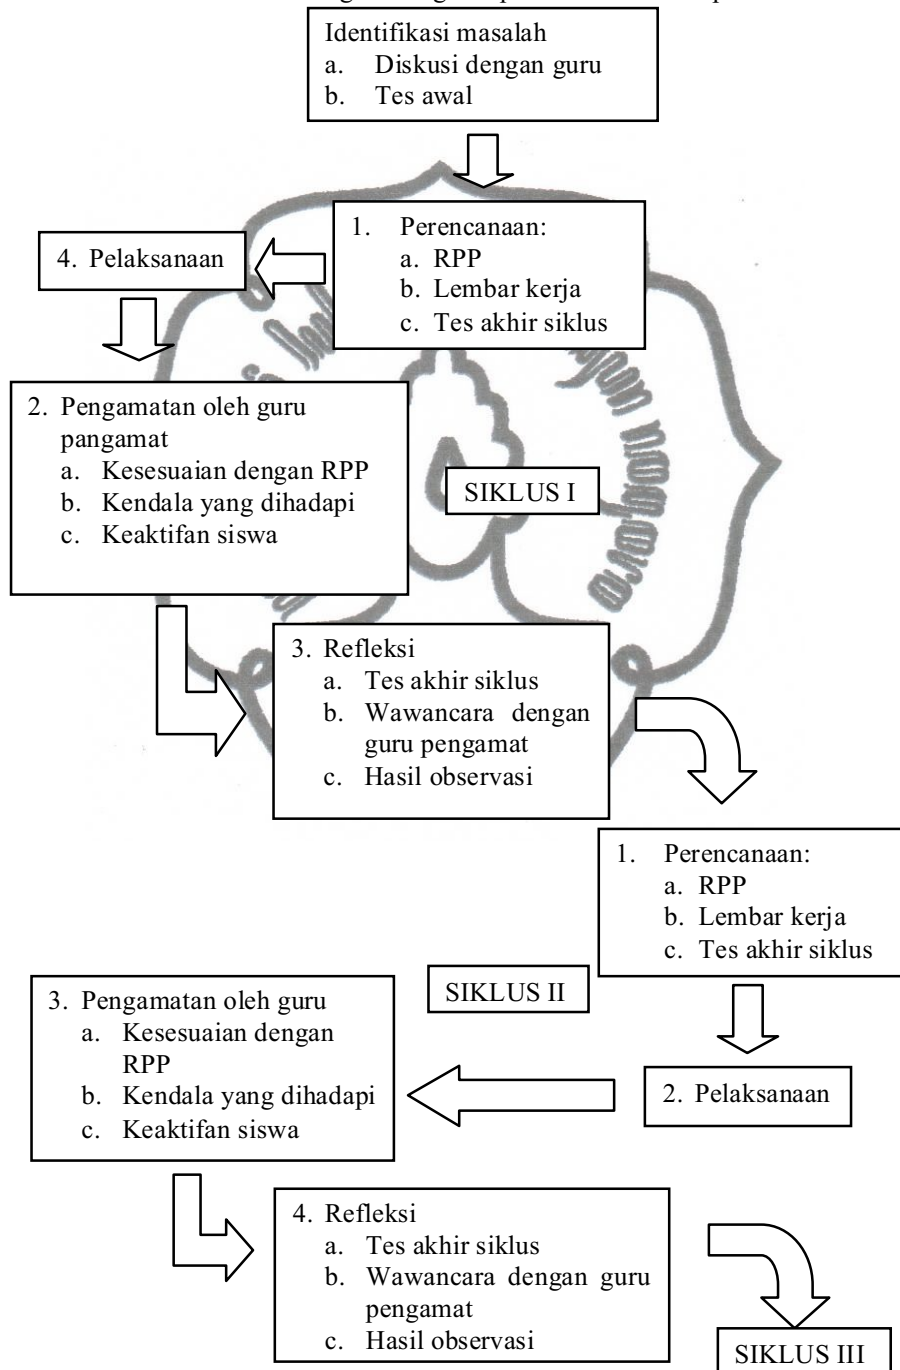 Identifikasi masalah
a. Diskusi dengan guru
b. Tes awal
1. Perencanaan:
a. RPP
b. Lembar kerja
c. Tes akhir siklus
4. Pelaksanaan
2. Pengamatan oleh guru
pangamat
a. Kesesuaian dengan RPP
b. Kendala yang dihadapi
c. Keaktifan siswa
SIKLUS I
3. Refleksi
a. Tes akhir siklus
b. Wawancara dengan
guru pengamat
c. Hasil observasi
1. Perencanaan:
a. RPP
b. Lembar kerja
c. Tes akhir siklus
SIKLUS II
2. Pelaksanaan
3. Pengamatan oleh guru
a. Kesesuaian dengan
RPP
b. Kendala yang dihadapi
c. Keaktifan siswa
4. Refleksi
a. Tes akhir siklus
b. Wawancara dengan guru
pengamat
c. Hasil observasi
SIKLUS III